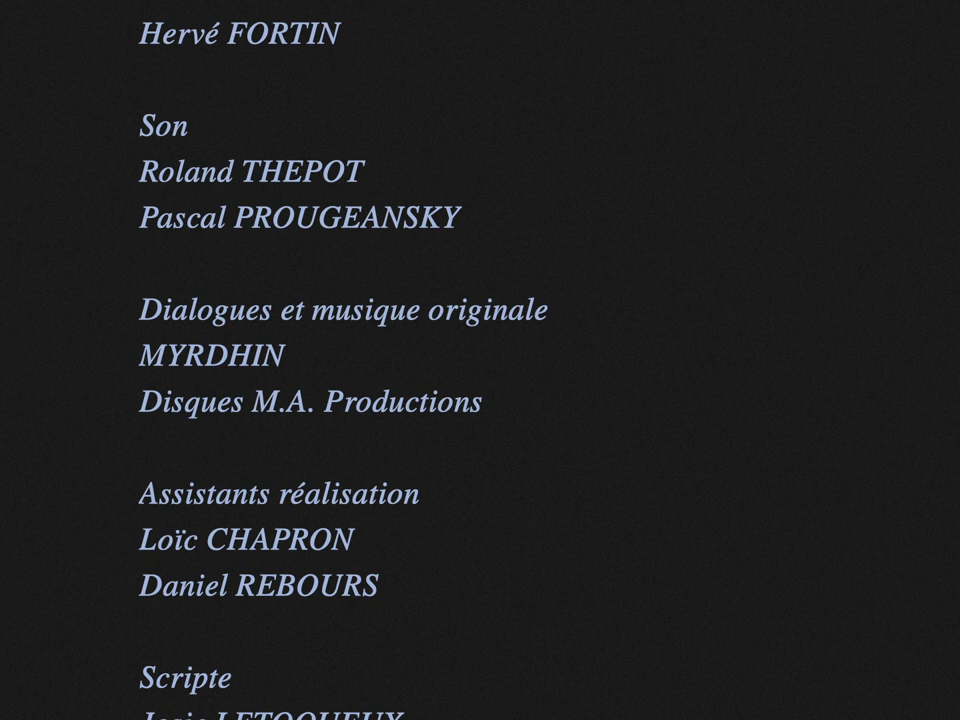 Hervé FORTIN
Son
Roland THEPOT
Pascal PROUGEANSKY
Dialogues et musique originale
MYRDHIN
Disques M.A. Productions
Assistants réalisation
Loïc CHAPRON
Daniel REBOURS
Scripte